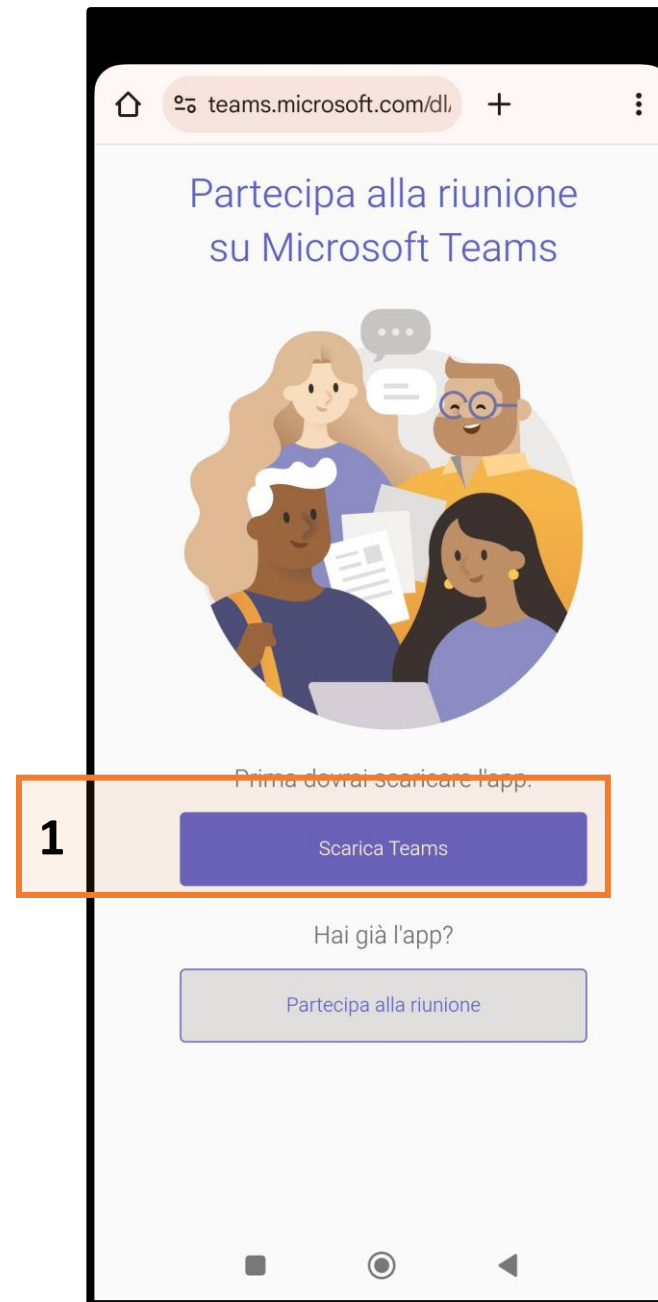 teams.microsoft.com/dl/
Partecipa alla riunione
su Microsoft Teams
Prima dovrai scaricare l'app.
1
Scarica Teams
Hai già l'app?
Partecipa alla riunione